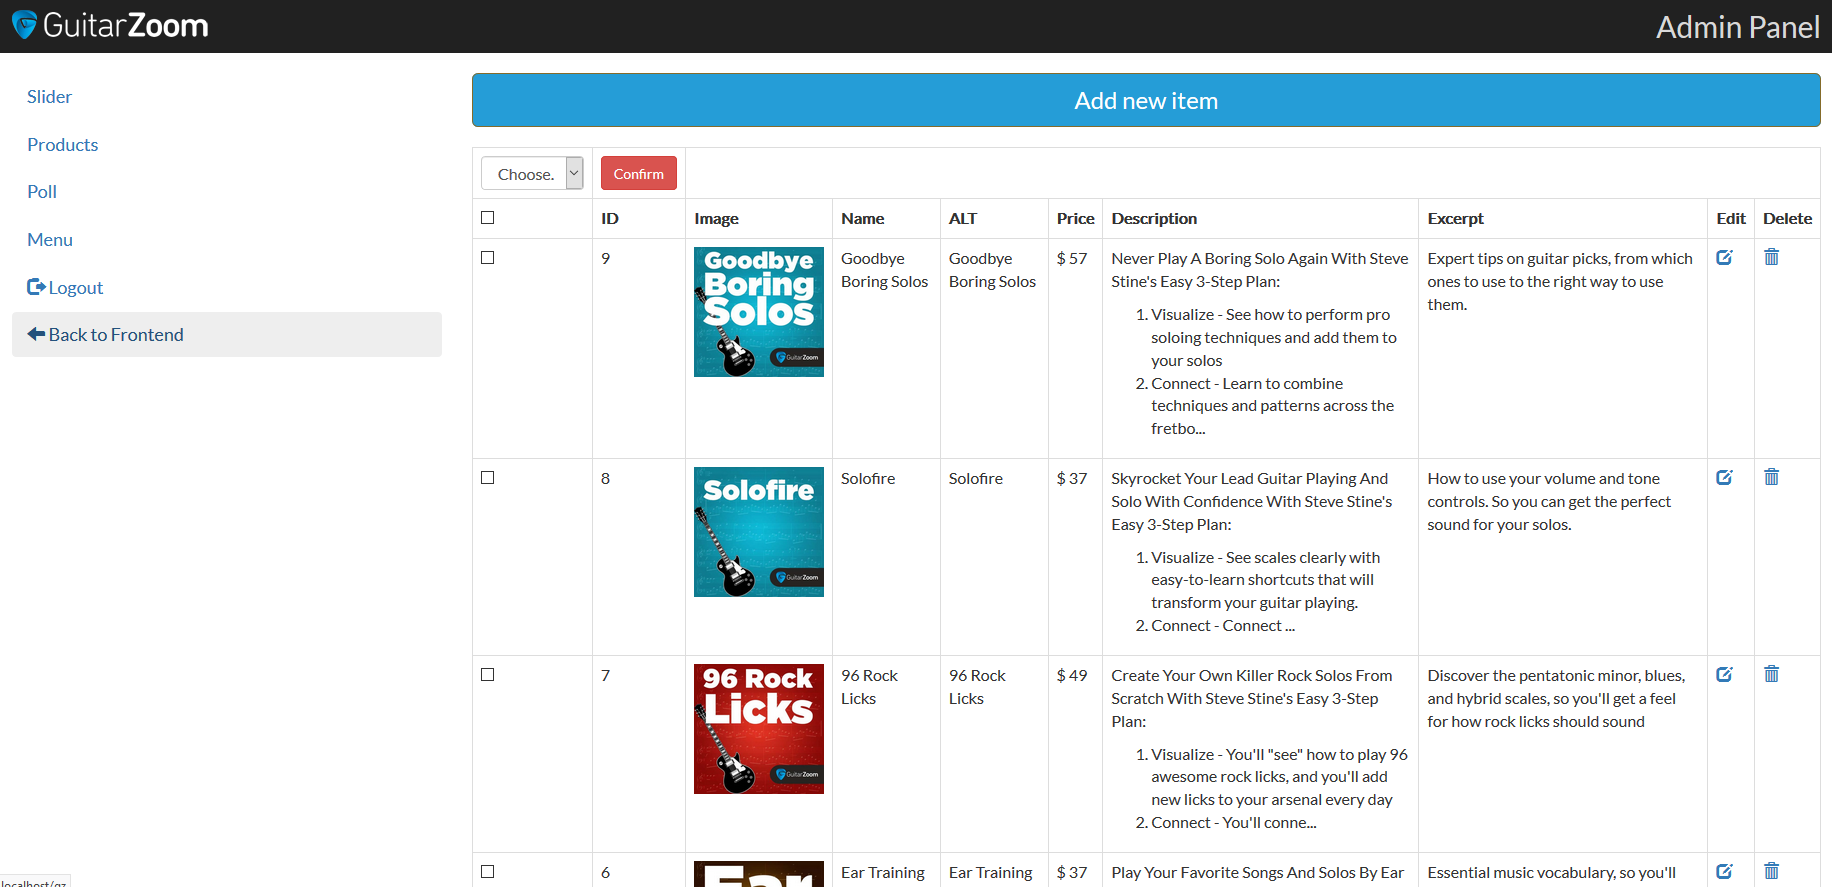 GuitarZoom
Admin Panel
Slider
Products
Poll
Menu
Logout
Back to Frontend
Add new item
Choose.
Confirm
ID Image Name ALT Price Description Excerpt Edit Delete
9
Goodbye
Boring
Solos
GuitarZoom
Goodbye
Boring Solos
Goodbye
Boring Solos
$ 57
Never Play A Boring Solo Again With Steve
Stine's Easy 3-Step Plan:
1. Visualize - See how to perform pro
soloing techniques and add them to
your solos
2. Connect - Learn to combine
techniques and patterns across the
fretbo...
Expert tips on guitar picks, from which
ones to use to the right way to use
them.
8
Solofire
GuitarZoom
Solofire
Solofire
$ 37
Skyrocket Your Lead Guitar Playing And
Solo With Confidence With Steve Stine's
Easy 3-Step Plan:
1. Visualize - See scales clearly with
easy-to-learn shortcuts that will
transform your guitar playing.
2. Connect - Connect ...
How to use your volume and tone
controls. So you can get the perfect
sound for your solos.
7
96 Rock
Licks
GuitarZoom
96 Rock
Licks
96 Rock
Licks
$ 49
Create Your Own Killer Rock Solos From
Scratch With Steve Stine's Easy 3-Step
Plan:
1. Visualize - You'll "see" how to play 96
awesome rock licks, and you'll add
new licks to your arsenal every day
2. Connect - You'll conne...
Discover the pentatonic minor, blues,
and hybrid scales, so you'll get a feel
for how rock licks should sound
6
Ear
Ear Training
Ear Training
$ 37
Play Your Favorite Songs And Solos By Ear
Essential music vocabulary, so you'll
localhost/gz